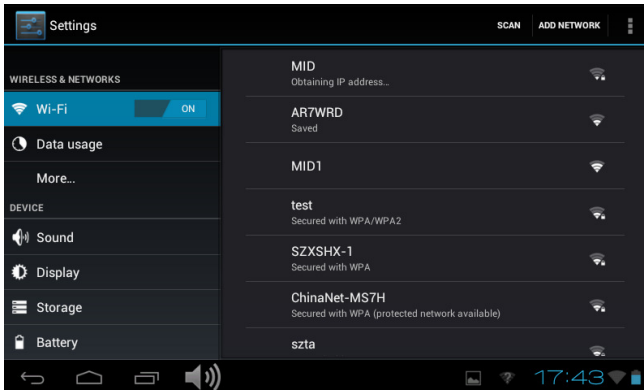 Settings
SCAN
ADD NETWORK
WIRELESS & NETWORKS
Wi-Fi
ON
Data usage
More...
DEVICE
Sound
Display
Storage
Battery
MID
Obtaining IP address...
AR7WRD
Saved
MID1
test
Secured with WPA/WPA2
SZXSHX-1
Secured with WPA
ChinaNet-MS7H
Secured with WPA (protected network available)
szta
17:43